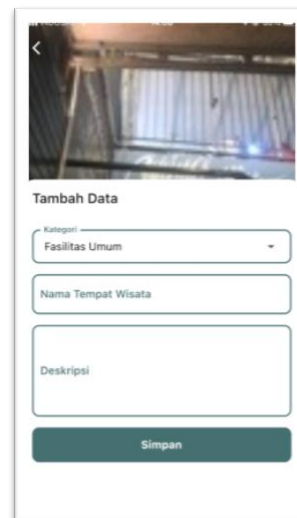 Tambah Data
Kategori
Fasilitas Umum
Nama Tempat Wisata
Deskripsi
Simpan